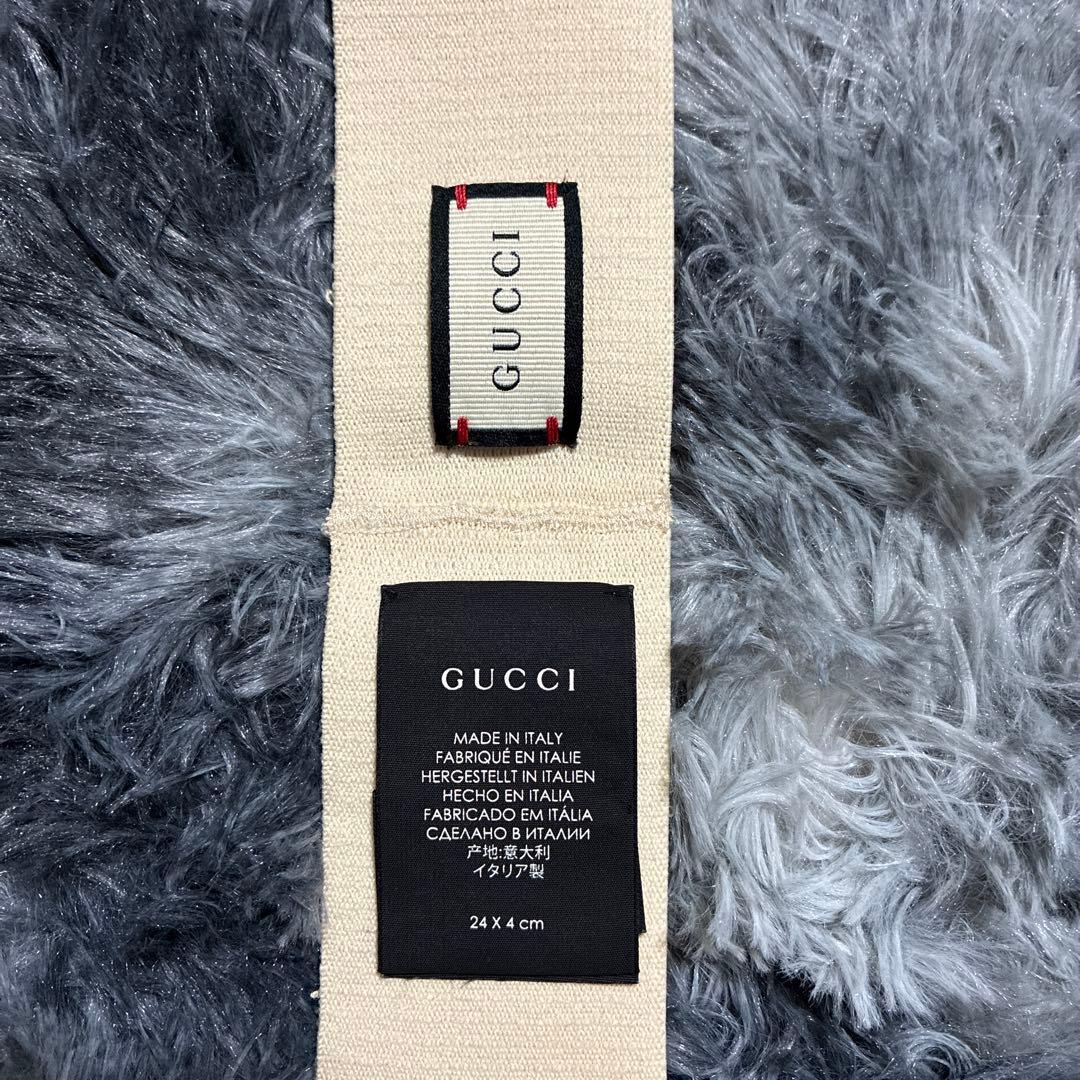 GUCCI
GUCCI
MADE IN ITALY
FABRIQUÉ EN ITALIE
HERGESTELLT IN ITALIEN
HECHO EN ITALIA
FABRICADO EM ITÁLIA
СДЕЛАНО В ИТАЛИИ
产地:意大利
イタリア製
24 X 4 cm